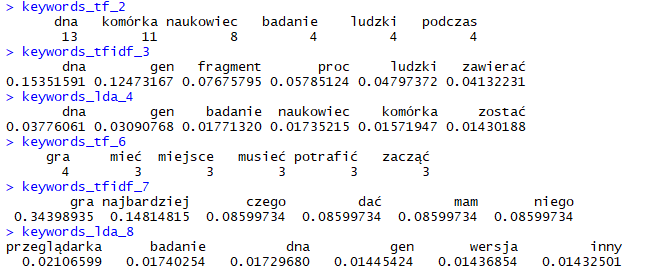 > keywords_tf_2
dna komórka naukowiec badanie ludzki podczas
13 11 8 4 4 4
> keywords_tfidf_3
dna gen fragment proc ludzki zawierać
0.15351591 0.12473167 0.07675795 0.05785124 0.04797372 0.04132231
> keywords_lda_4
dna gen badanie naukowiec komórka zostać
0.03776061 0.03090768 0.01771320 0.01735215 0.01571947 0.01430188
> keywords_tf_6
gra mieć miejsce musieć potrafić zacząć
4 3 3 3 3 3
> keywords_tfidf_7
gra najbardziej czego dać mam niego
0.34398935 0.14814815 0.08599734 0.08599734 0.08599734 0.08599734
> keywords_lda_8
przeglądarka badanie dna gen wersja inny
0.02106599 0.01740254 0.01729680 0.01445424 0.01436854 0.01432501